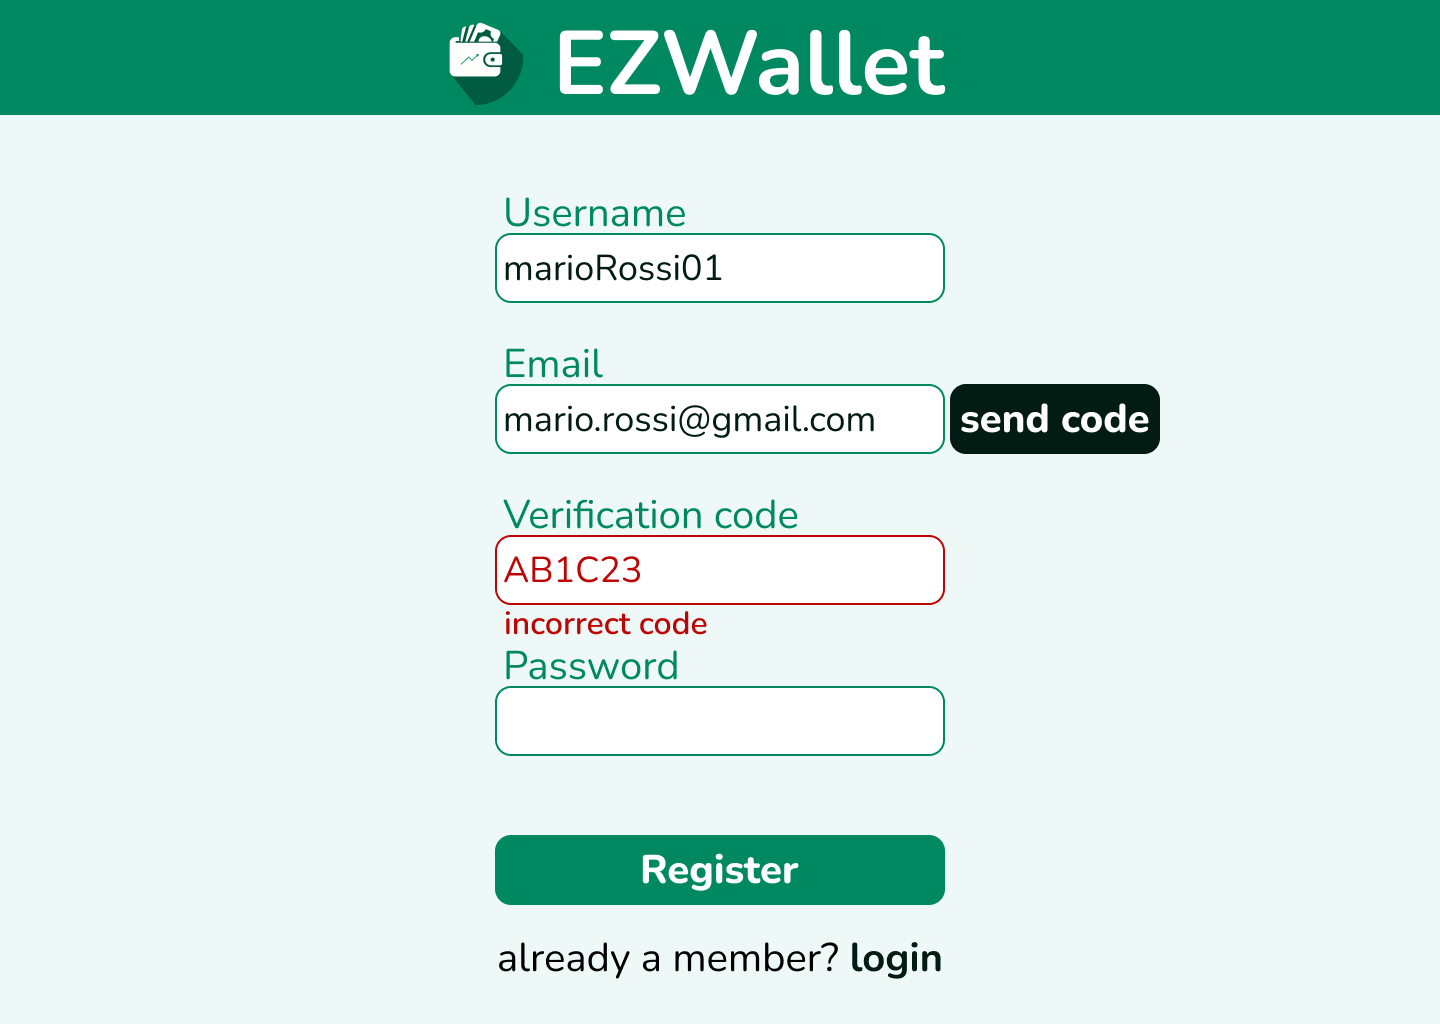 EZWallet
Username
marioRossi01
Email
mario.rossi@gmail.com send code
Verification code
AB1C23
incorrect code
Password
Register
already a member? login